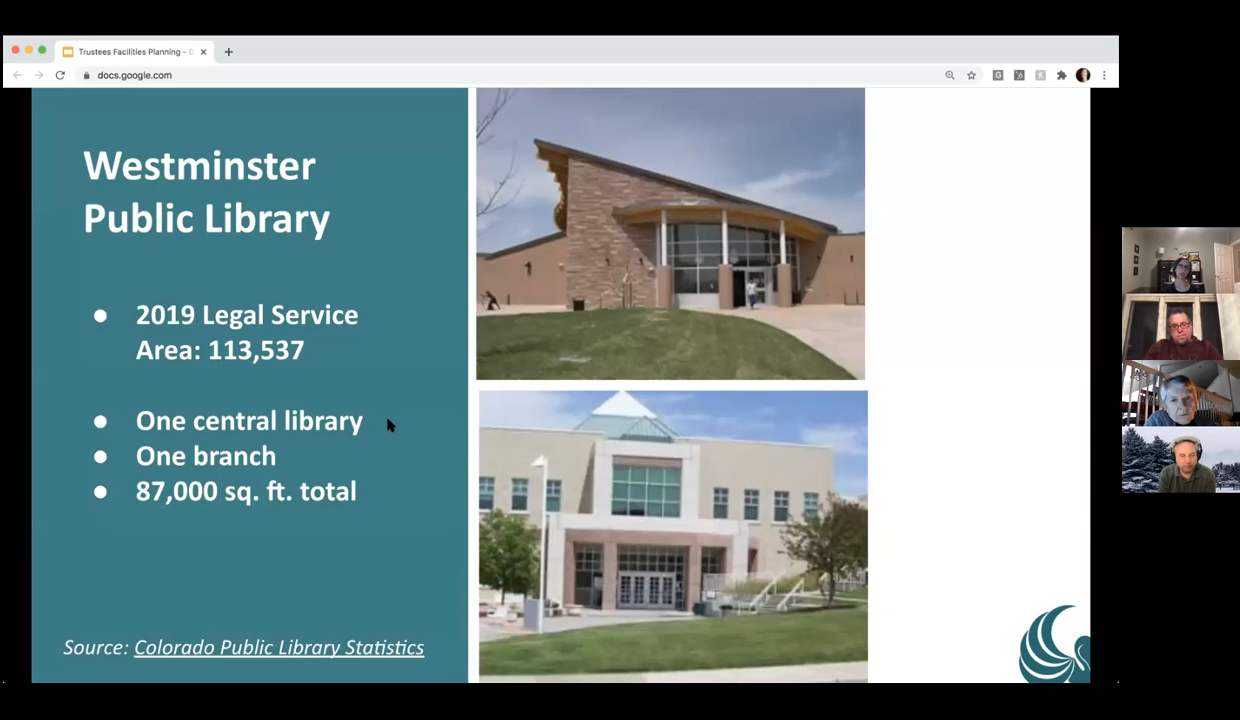 Trustees Facilities Planning -
docs.google.com
Westminster
Public Library
● 2019 Legal Service
Area: 113,537
● One central library
● One branch
● 87,000 sq. ft. total
Source: Colorado Public Library Statistics